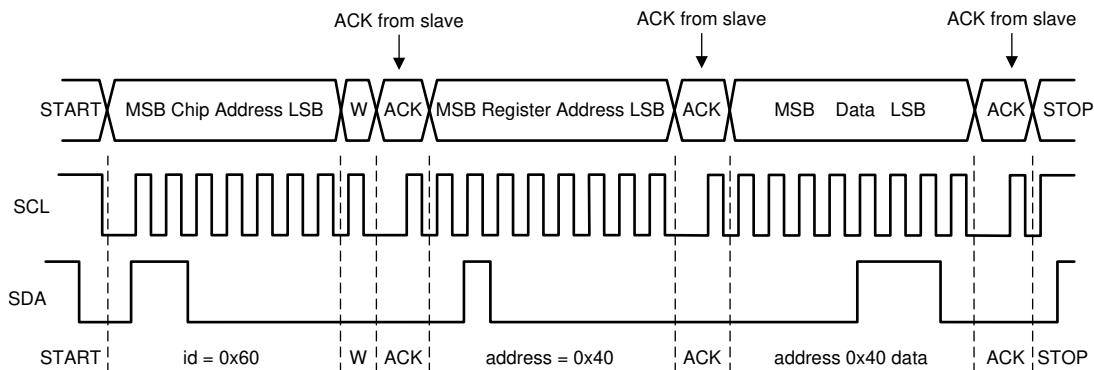 ACK from slave ACK from slave ACK from slave
START MSB Chip Address LSB W ACK MSB Register Address LSB ACK MSB Data LSB ACK STOP
SCL
SDA
START id = 0x60 W ACK address = 0x40 ACK address 0x40 data ACK STOP